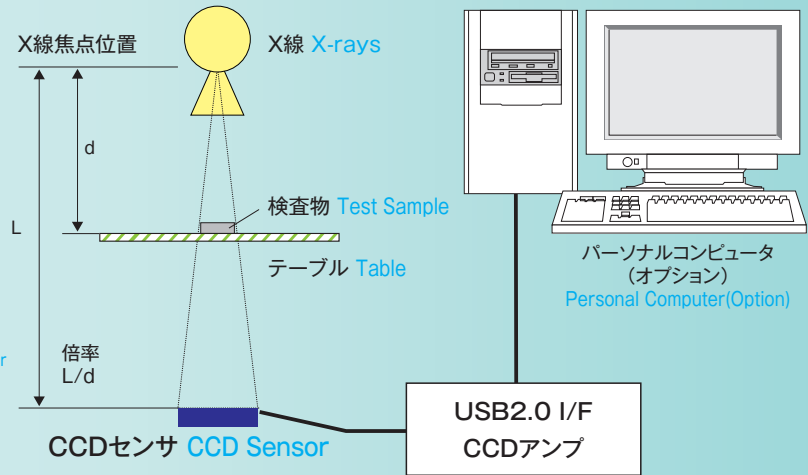 X線焦点位置
X線 X-rays
d
L
検査物 Test Sample
テーブル Table
倍率
L/d
r
CCDセンサ CCD Sensor
USB2.0 I/F
CCDアンプ
パーソナルコンピュータ
(オプション)
Personal Computer(Option)